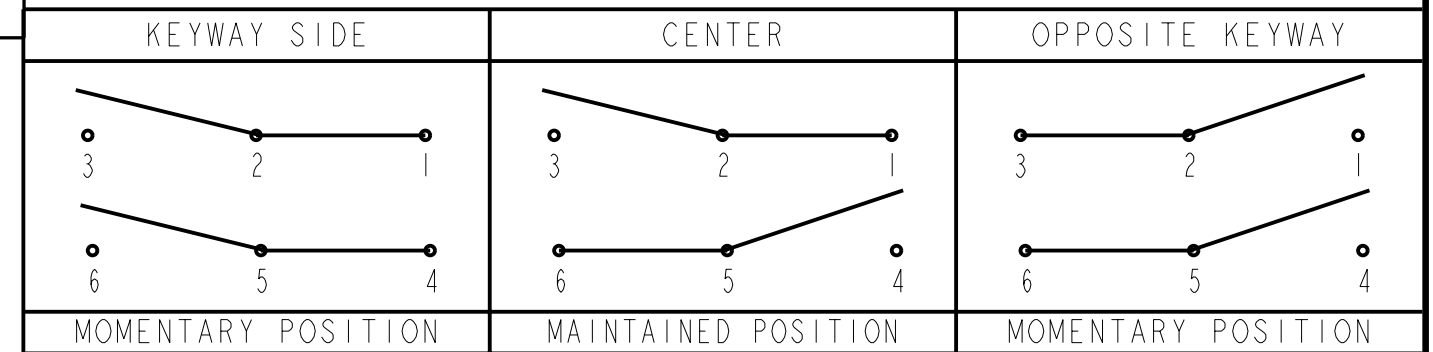 KEYWAY SIDE CENTER OPPOSITE KEYWAY
3 2 1 3 2 1 3 2 1
6 5 4 6 5 4 6 5 4
MOMENTARY POSITION MAINTAINED POSITION MOMENTARY POSITION